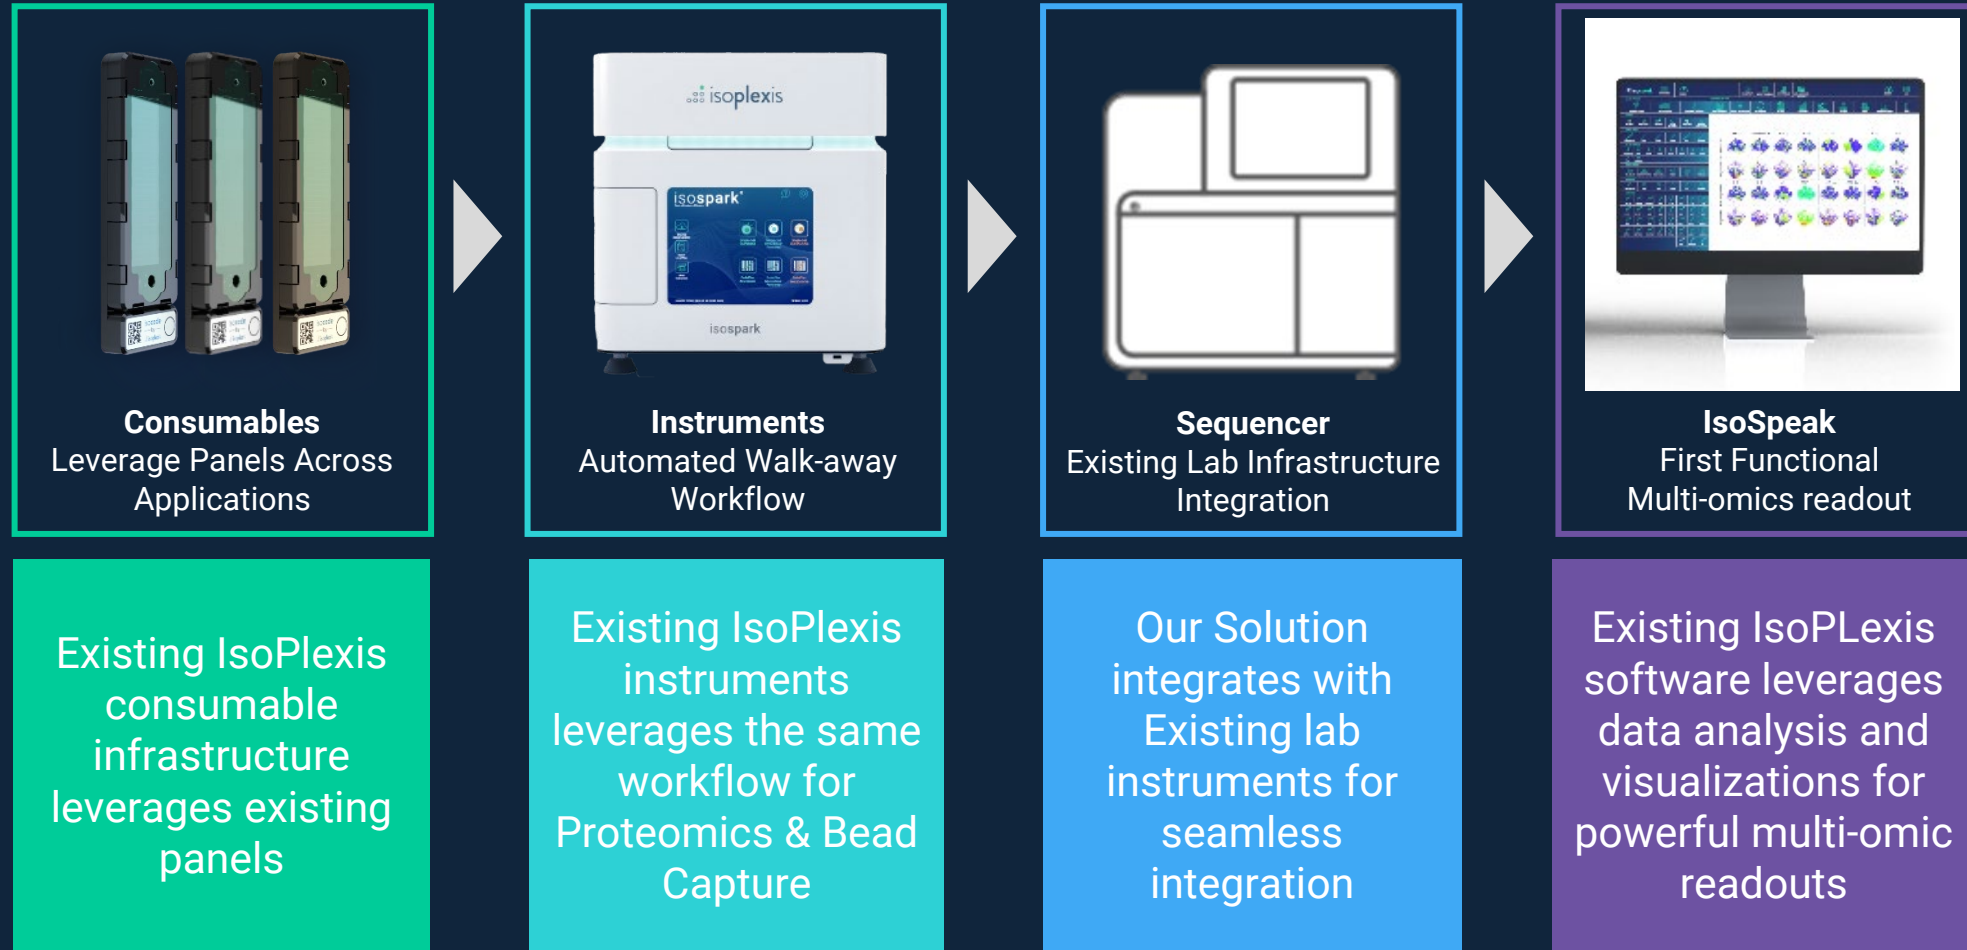 isoplexis
isospark
isospark
Consumables
Leverage Panels Across
Applications
Instruments
Automated Walk-away
Workflow
Sequencer
Existing Lab Infrastructure
Integration
IsoSpeak
First Functional
Multi-omics readout
Existing IsoPlexis
consumable
infrastructure
leverages existing
panels
Existing IsoPlexis
instruments
leverages the same
workflow for
Proteomics & Bead
Capture
Our Solution
integrates with
Existing lab
instruments for
seamless
integration
Existing IsoPLexis
software leverages
data analysis and
visualizations for
powerful multi-omic
readouts